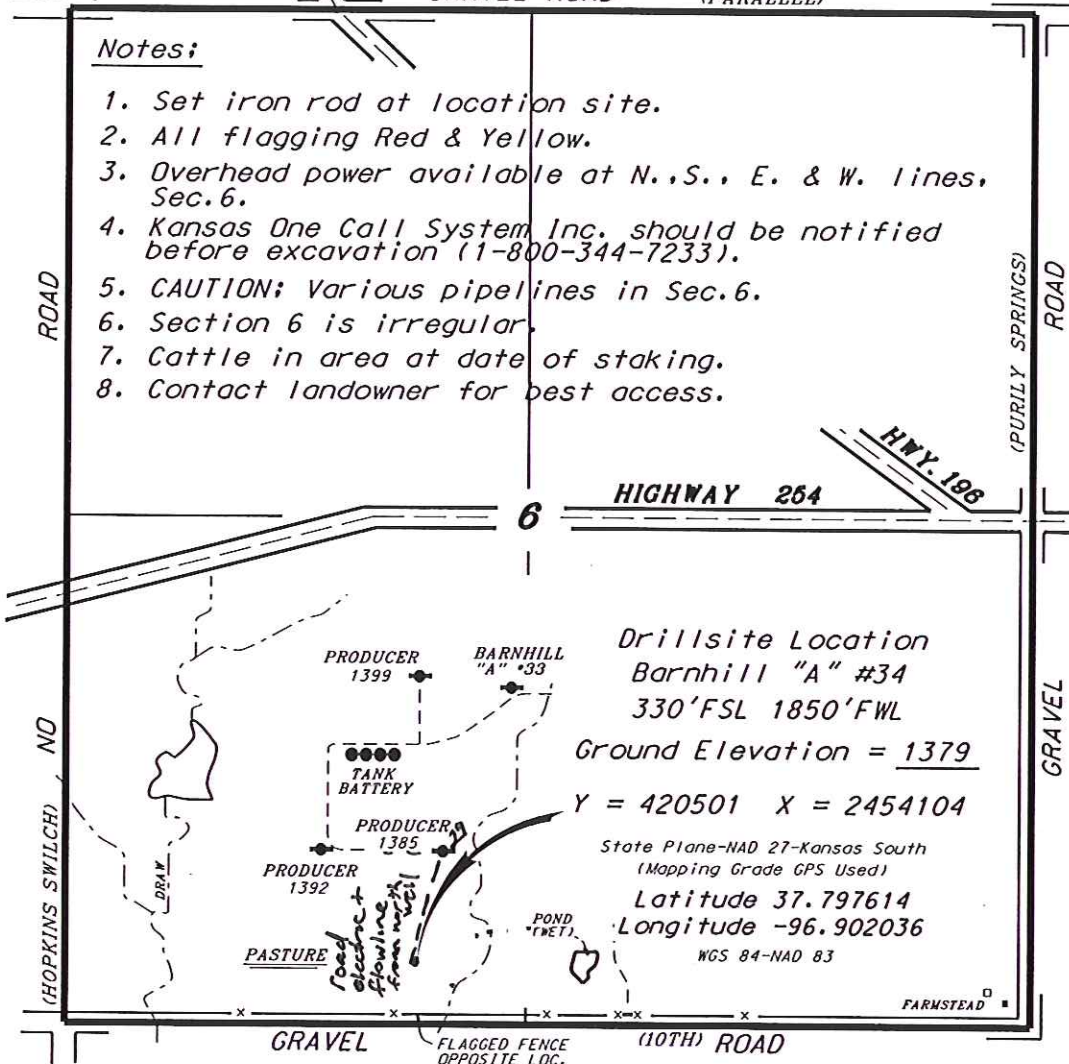 (PARALLEL)
Notes:
1. Set iron rod at location site.
2. All flagging Red & Yellow.
3. Overhead power available at N.,S., E. & W. lines,
Sec.6.
4. Kansas One Call System Inc. should be notified
before excavation (1-800-344-7233).
5. CAUTION: Various pipelines in Sec.6.
6. Section 6 is irregular.
7. Cattle in area at date of staking.
8. Contact landowner for best access.
ROAD
(PURILY SPRINGS)
ROAD
HWY. 196
HIGHWAY 254
6
Drillsite Location
Barnhill "A" #34
330'FSL 1850'FWL
Ground Elevation = 1379
Y = 420501 X = 2454104
State Plane-NAD 27-Kansas South
(Mapping Grade GPS Used)
Latitude 37.797614
Longitude -96.902036
WGS 84-NAD 83
PRODUCER
1399
BARNHILL
"A" #33
TANK
BATTERY
PRODUCER
1385
29
PRODUCER
1392
NO
(HOPKINS SWILCH)
DRAW
GRAVEL
PASTURE
road
electric +
flowline
from north
well
POND
(WET)
FARMSTEAD
GRAVEL
FLAGGED FENCE
OPPOSITE LOC.
(10TH) ROAD